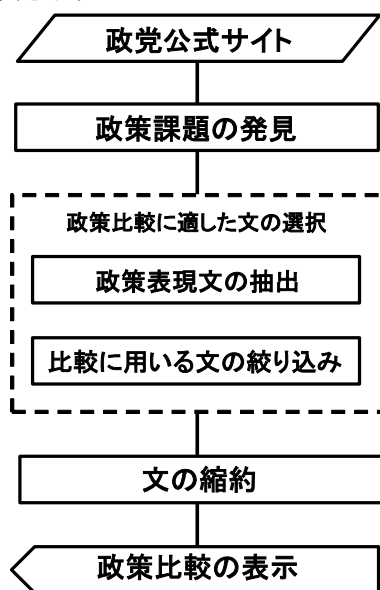 政党公式サイト
政策課題の発見
政策比較に適した文の選択
政策表現文の抽出
比較に用いる文の絞り込み
文の縮約
政策比較の表示